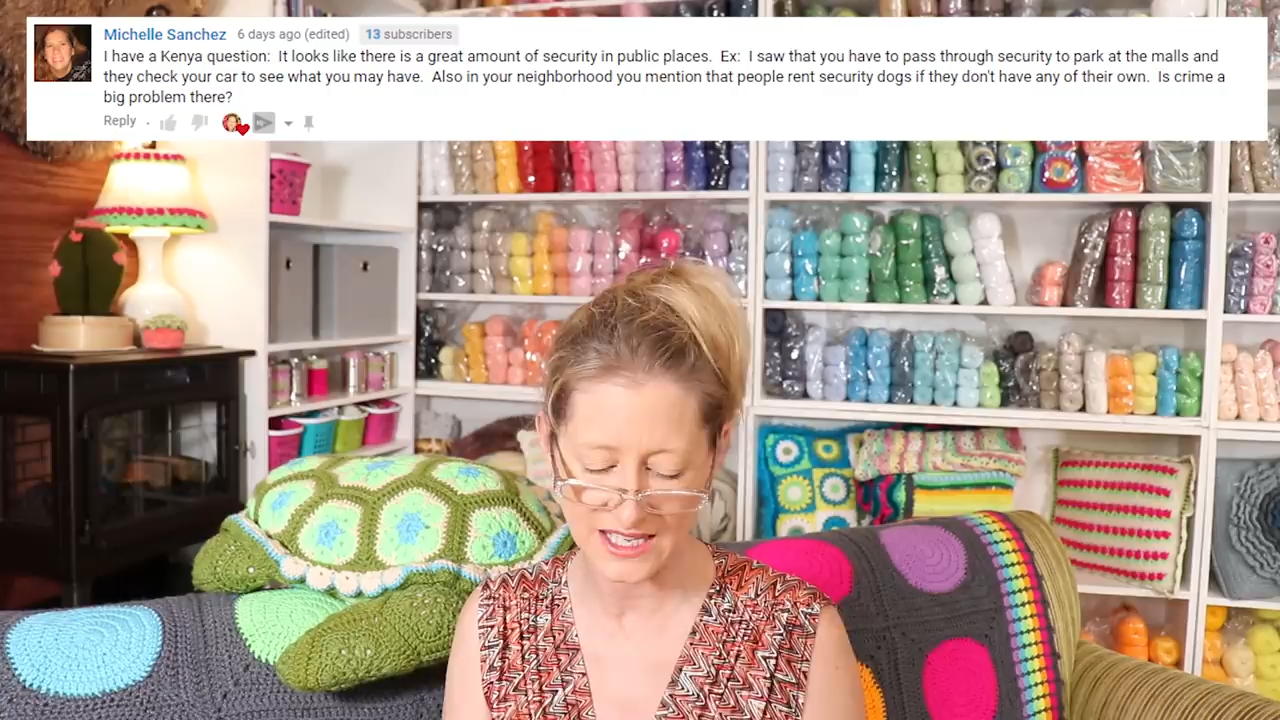 Michelle Sanchez 6 days ago (edited) 13 subscribers
I have a Kenya question: It looks like there is a great amount of security in public places. Ex: I saw that you have to pass through security to park at the malls and
they check your car to see what you may have. Also in your neighborhood you mention that people rent security dogs if they don't have any of their own. Is crime a
big problem there?
Reply